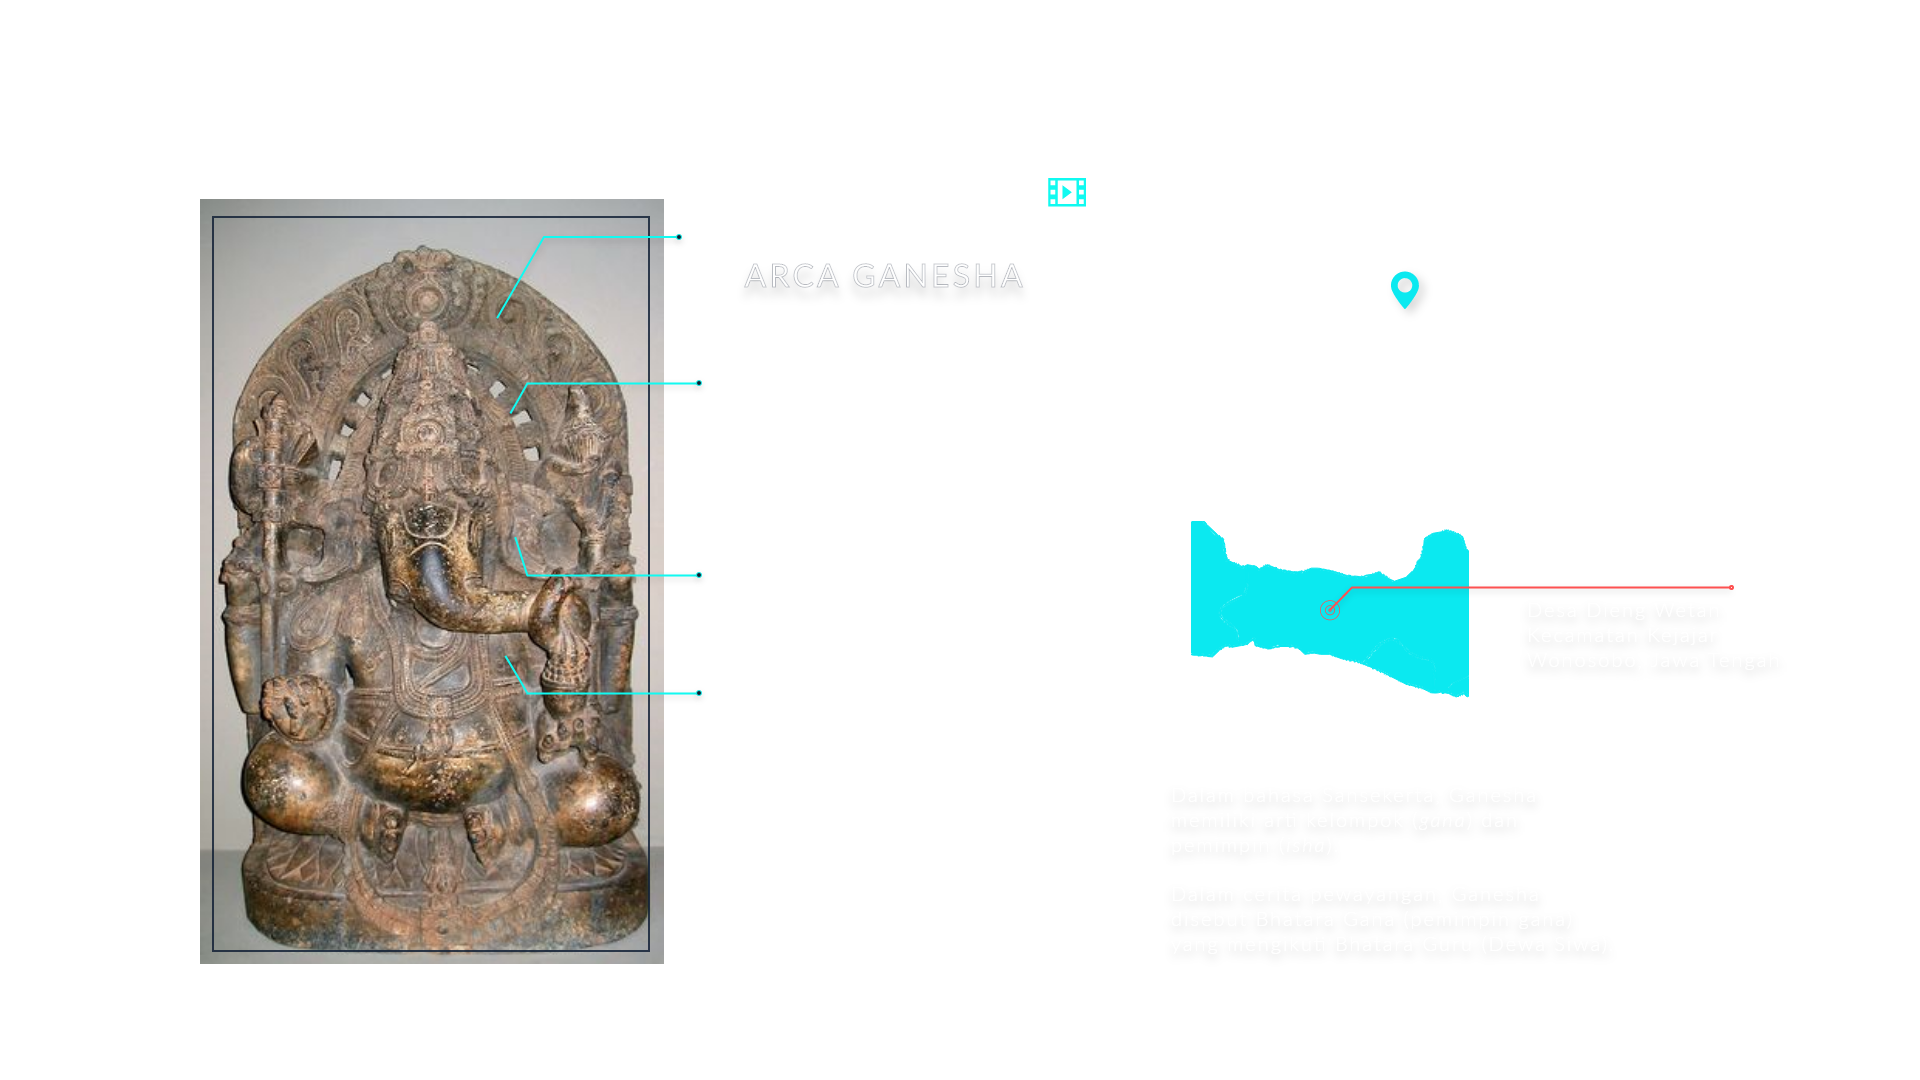 ARCA GANESHA
Desa Dieng Wetan
Kecamatan Kejajar
Wonosobo, Jawa Tengah
Dalam bahasa Sansekerta, Ganesha
memiliki arti kelompok (gana) dan
pemimpin (isha).
Dalam cerita pewayangan, Ganesha
disebut Bhatara Gana (pemimpin gana)
yang mengikuti Bhatara Guru (Dewa Siwa)